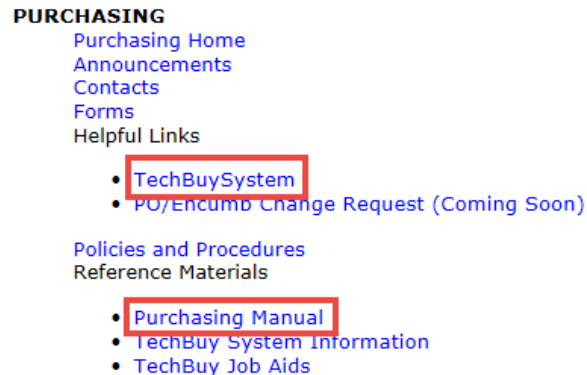 PURCHASING
Purchasing Home
Announcements
Contacts
Forms
Helpful Links
• TechBuySystem
• PO/Encumb Change Request (Coming Soon)
Policies and Procedures
Reference Materials
• Purchasing Manual
• TechBuy System Information
• TechBuy Job Aids